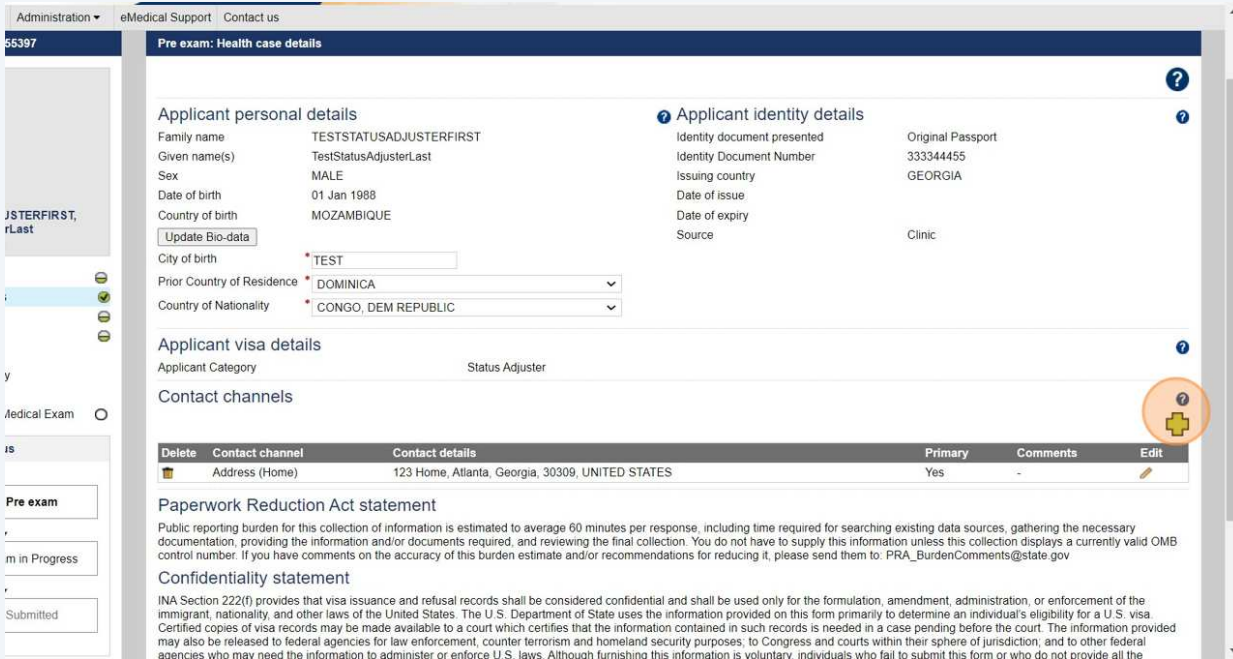 Administration eMedical Support Contact us
55397
Pre exam: Health case details
Applicant personal details
Family name TESTSTATUSADJUSTERFIRST
Given name(s) TestStatusAdjusterLast
Sex MALE
Date of birth 01 Jan 1988
Country of birth MOZAMBIQUE
Update Bio-data
City of birth * TEST
Prior Country of Residence * DOMINICA
Country of Nationality * CONGO, DEM REPUBLIC
Applicant identity details
Identity document presented Original Passport
Identity Document Number 333344455
Issuing country GEORGIA
Date of issue
Date of expiry
Source Clinic
JSTERFIRST,
rLast
s
y
Medical Exam
us
Pre exam
m in Progress
Submitted
Applicant visa details
Applicant Category Status Adjuster
Contact channels
Delete Contact channel Contact details Primary Comments Edit
Address (Home) 123 Home, Atlanta, Georgia, 30309, UNITED STATES Yes -
Paperwork Reduction Act statement
Public reporting burden for this collection of information is estimated to average 60 minutes per response, including time required for searching existing data sources, gathering the necessary
documentation, providing the information and/or documents required, and reviewing the final collection. You do not have to supply this information unless this collection displays a currently valid OMB
control number. If you have comments on the accuracy of this burden estimate and/or recommendations for reducing it, please send them to: PRA_BurdenComments@state.gov
Confidentiality statement
INA Section 222(f) provides that visa issuance and refusal records shall be considered confidential and shall be used only for the formulation, amendment, administration, or enforcement of the
immigrant, nationality, and other laws of the United States. The U.S. Department of State uses the information provided on this form primarily to determine an individual's eligibility for a U.S. visa.
Certified copies of visa records may be made available to a court which certifies that the information contained in such records is needed in a case pending before the court. The information provided
may also be released to federal agencies for law enforcement, counter terrorism and homeland security purposes; to Congress and courts within their sphere of jurisdiction; and to other federal
agencies who may need the information to administer or enforce U.S. laws. Although furnishing this information is voluntary, individuals who fail to submit this form or who do not provide all the